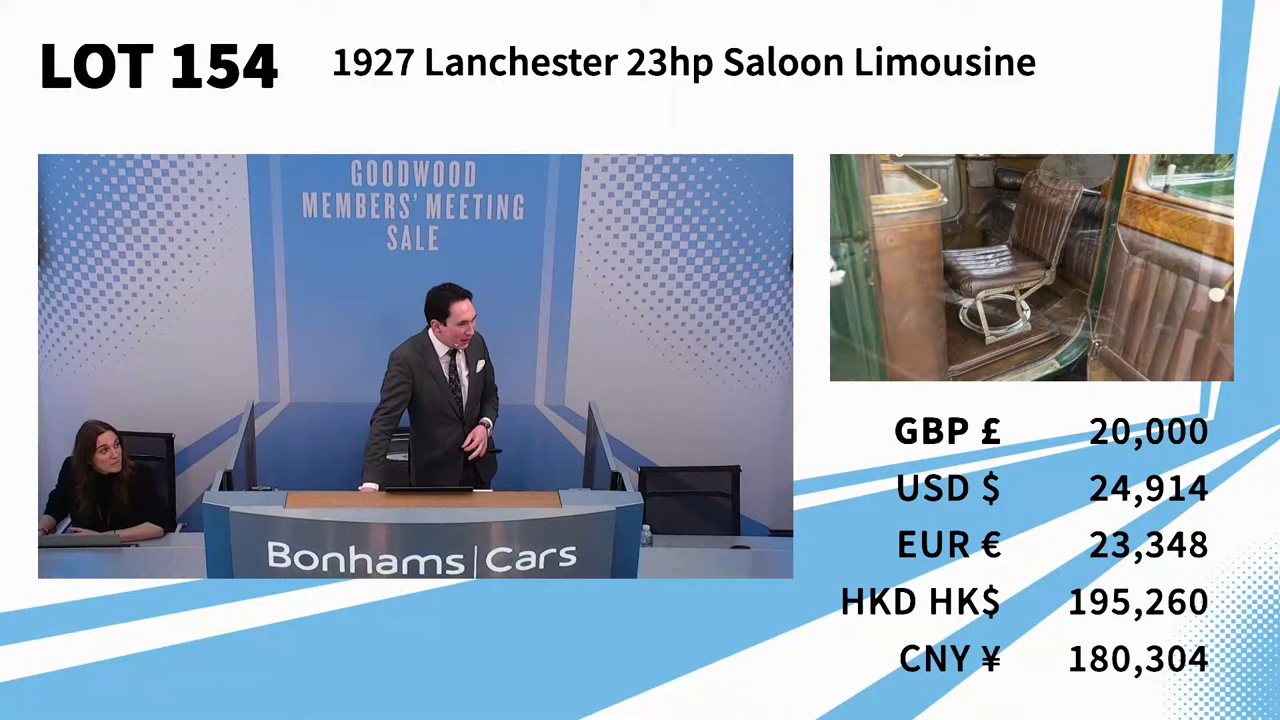 LOT 154
1927 Lanchester 23hp Saloon Limousine
GOODWOOD
MEMBERS' MEETING
SALE
Bonhams|Cars
GBP £ 20,000
USD $ 24,914
EUR € 23,348
HKD HK$ 195,260
CNY ¥ 180,304